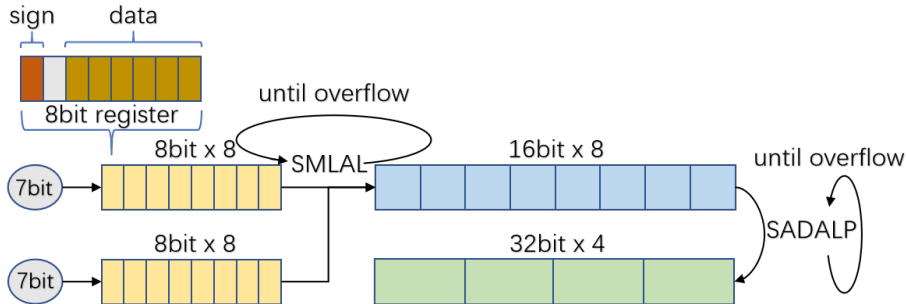 sign data
8bit register
until overflow
8bit x 8
SMLAL
16bit x 8
until overflow
7bit
SADALP
8bit x 8
32bit x 4
7bit